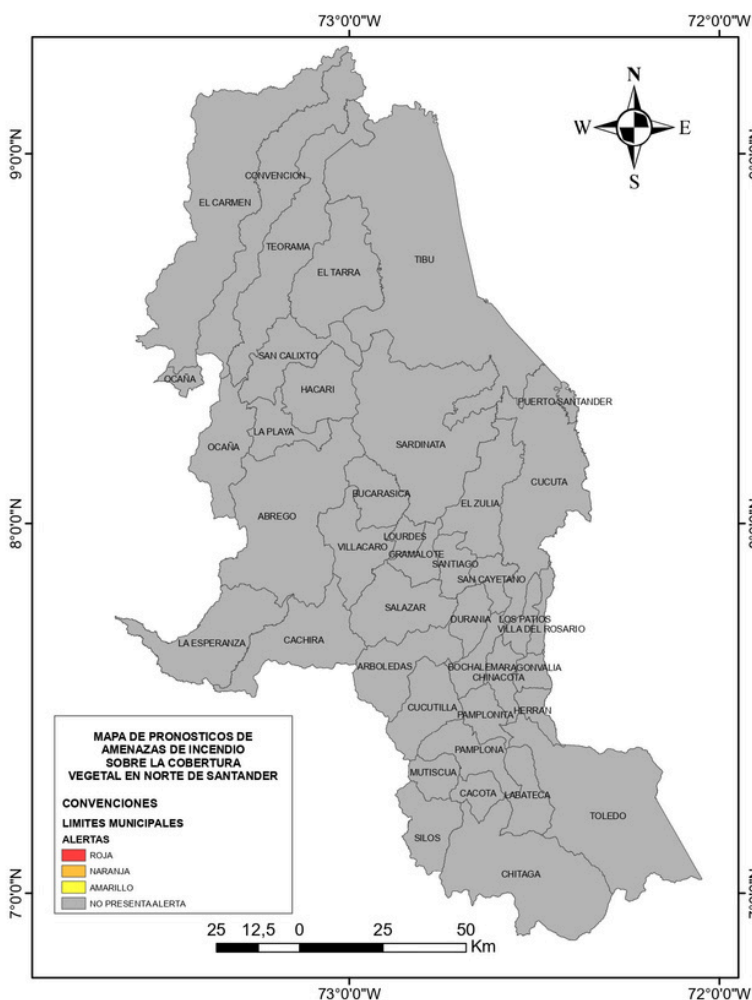 73°0'0"W
72°0'0"W
N
W
E
S
9°0'0"N
CONVENCION
EL CARMEN
TEORAMA
TIBU
EL TARRA
SAN CALIXTO
OCAÑA
HACARI
PUERTO SANTANDER
LA PLAYA
OCAÑA
SARDINATA
CUCUTA
BUCARASICA
EL ZULIA
ABREGO
8°0'0"N
LOURDES
VILLACARO
GRAMALOTE
SANTIAGO
SAN CAYETANO
SALAZAR
DURANIA
LOS PATIOS
VILLA DEL ROSARIO
LA ESPERANZA
CACHIRA
ARBOLEDAS
BOCHALEMA
RAGONVALIA
CHINACOTA
CUCUTILLA
PAMPLONITA
HERRAN
PAMPLONA
MUTISCUA
CACOTA
LABATECA
TOLEDO
SILOS
CHITAGA
MAPA DE PRONOSTICOS DE
AMENAZAS DE INCENDIO
SOBRE LA COBERTURA
VEGETAL EN NORTE DE SANTANDER
CONVENCIONES
LIMITES MUNICIPALES
ALERTAS
ROJA
NARANJA
AMARILLO
NO PRESENTA ALERTA
7°0'0"N
25 12,5 0 25 50
Km
73°0'0"W
72°0'0"W